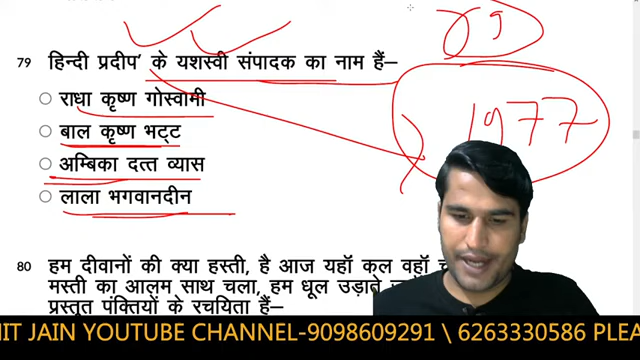 79 हिन्दी प्रदीप' के यशस्वी संपादक का नाम हैं–
1977
राधा कृष्ण गोस्वामी
बाल कृष्ण भट्ट
अम्बिका दत्त व्यास
लाला भगवानदीन
80 हम दीवानों की क्या हस्ती, है आज यहाँ कल वहाँ
मस्ती का आलम साथ चला, हम धूल उड़ाते
प्रस्तूत पंक्तियों के रचयिता हैं–
JAIN YOUTUBE CHANNEL-9098609291 \ 6263330586